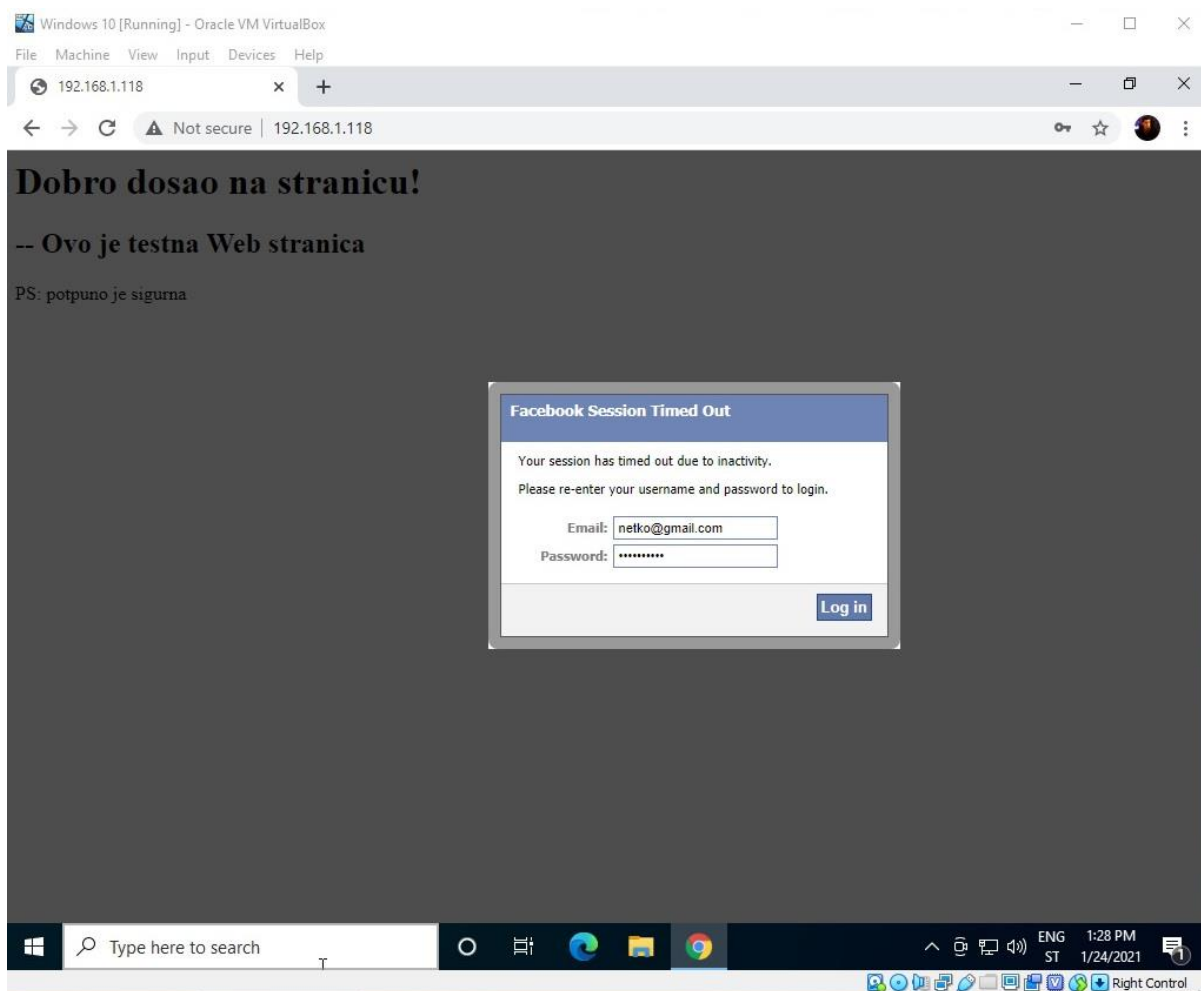 Windows 10 [Running] - Oracle VM VirtualBox
File Machine View Input Devices Help
192.168.1.118
Not secure | 192.168.1.118
Dobro dosao na stranicu!
-- Ovo je testna Web stranica
PS: potpuno je sigurna
Facebook Session Timed Out
Your session has timed out due to inactivity.
Please re-enter your username and password to login.
Email: netko@gmail.com
Password: ••••••••••
Log in
Type here to search
ENG 1:28 PM
ST 1/24/2021
1
Right Control